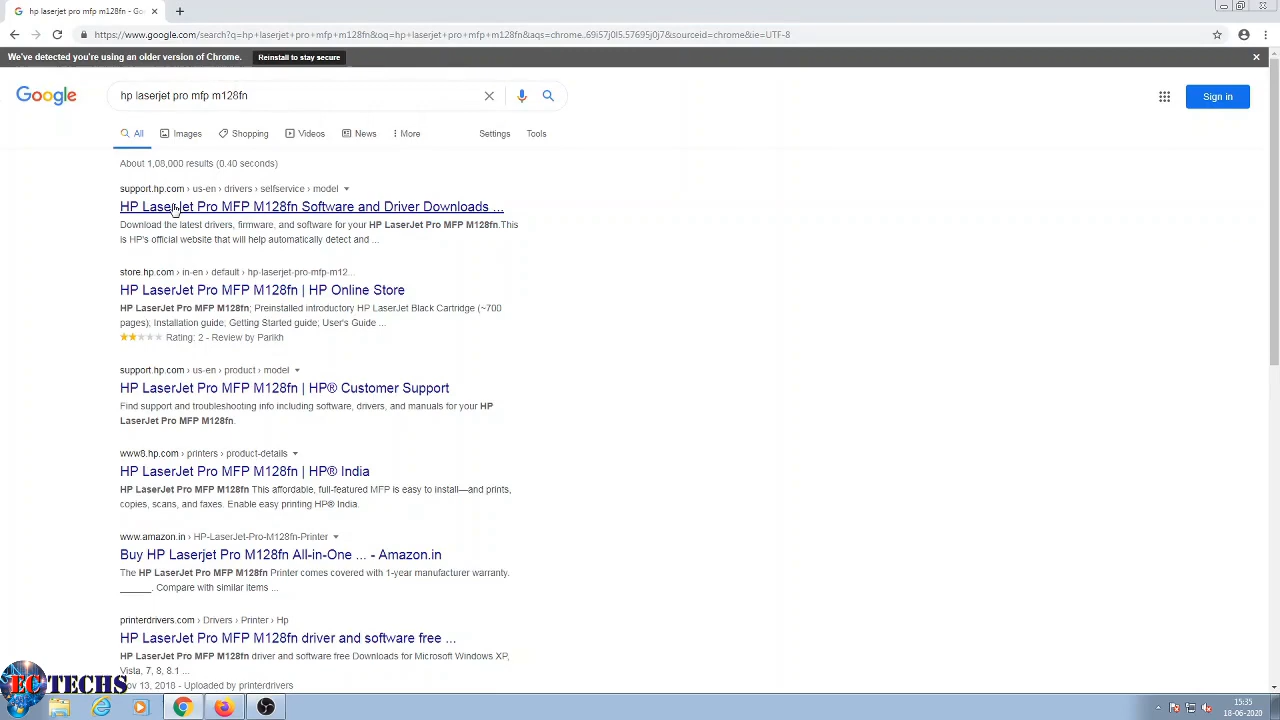 hp laserjet pro mfp m128fn - Go
https://www.google.com/search?q=hp+laserjet+pro+mfp+m128fn&oq=hp+laserjet+pro+mfp+m128fn&aqs=chrome..69i57j0l5.57695j0j7&sourceid=chrome&ie=UTF-8
We've detected you're using an older version of Chrome. Reinstall to stay secure
Google
hp laserjet pro mfp m128fn
Sign in
All Images Shopping Videos News More Settings Tools
About 1,08,000 results (0.40 seconds)
support.hp.com › us-en › drivers › selfservice › model
HP LaserJet Pro MFP M128fn Software and Driver Downloads ...
Download the latest drivers, firmware, and software for your HP LaserJet Pro MFP M128fn.This
is HP's official website that will help automatically detect and ...
store.hp.com › in-en › default › hp-laserjet-pro-mfp-m12...
HP LaserJet Pro MFP M128fn | HP Online Store
HP LaserJet Pro MFP M128fn; Preinstalled introductory HP LaserJet Black Cartridge (~700
pages); Installation guide; Getting Started guide; User's Guide ...
Rating: 2 - Review by Parikh
support.hp.com › us-en › product › model
HP LaserJet Pro MFP M128fn | HP® Customer Support
Find support and troubleshooting info including software, drivers, and manuals for your HP
LaserJet Pro MFP M128fn.
www8.hp.com › printers › product-details
HP LaserJet Pro MFP M128fn | HP® India
HP LaserJet Pro MFP M128fn This affordable, full-featured MFP is easy to install—and prints,
copies, scans, and faxes. Enable easy printing HP® India.
www.amazon.in › HP-LaserJet-Pro-M128fn-Printer
Buy HP Laserjet Pro M128fn All-in-One ... - Amazon.in
The HP LaserJet Pro MFP M128fn Printer comes covered with 1-year manufacturer warranty.
______. Compare with similar items ...
printerdrivers.com › Drivers › Printer › Hp
HP LaserJet Pro MFP M128fn driver and software free ...
HP LaserJet Pro MFP M128fn driver and software free Downloads for Microsoft Windows XP,
Vista, 7, 8, 8.1 ...
Nov 13, 2018 - Uploaded by printerdrivers
EC TECHS
15:35
18-06-2020